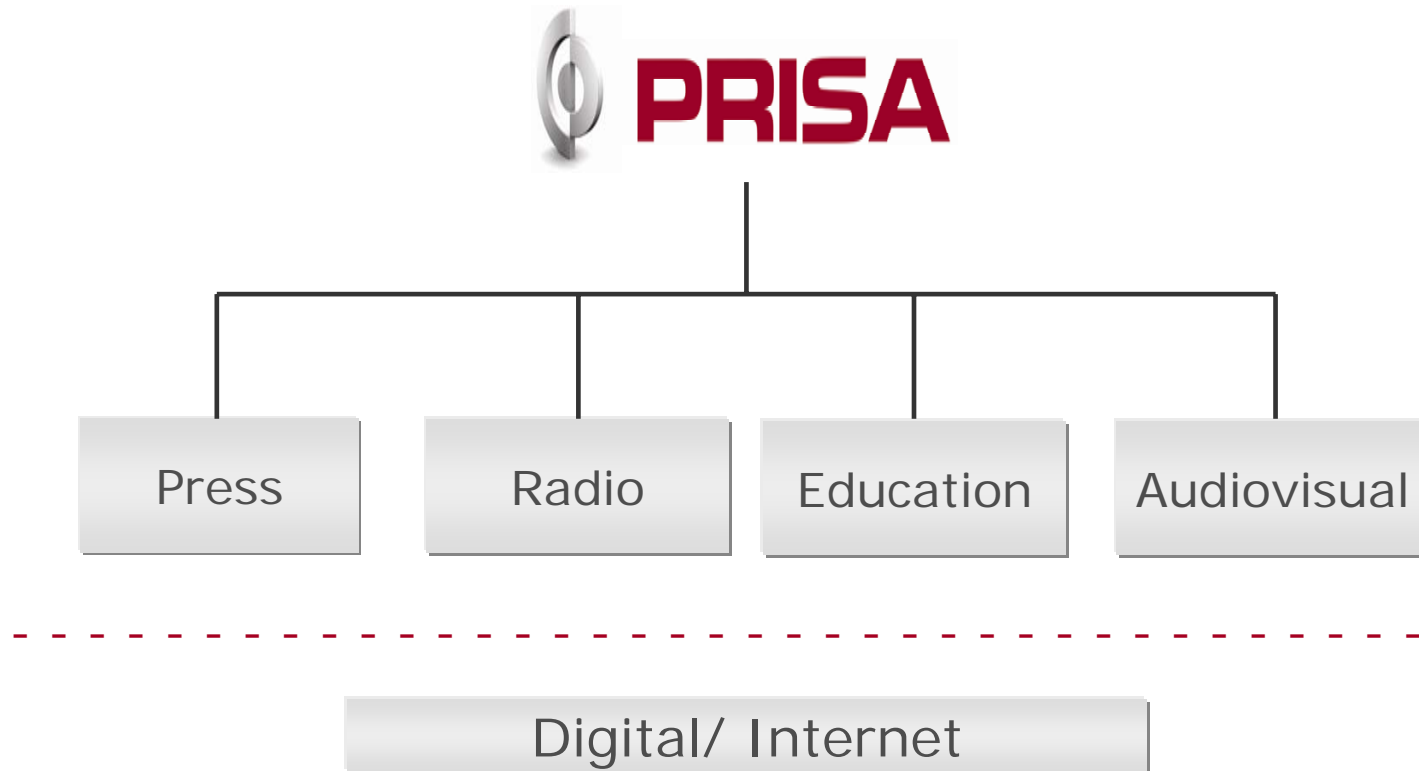 PRISA
Press
Radio
Education
Audiovisual
Digital/ Internet